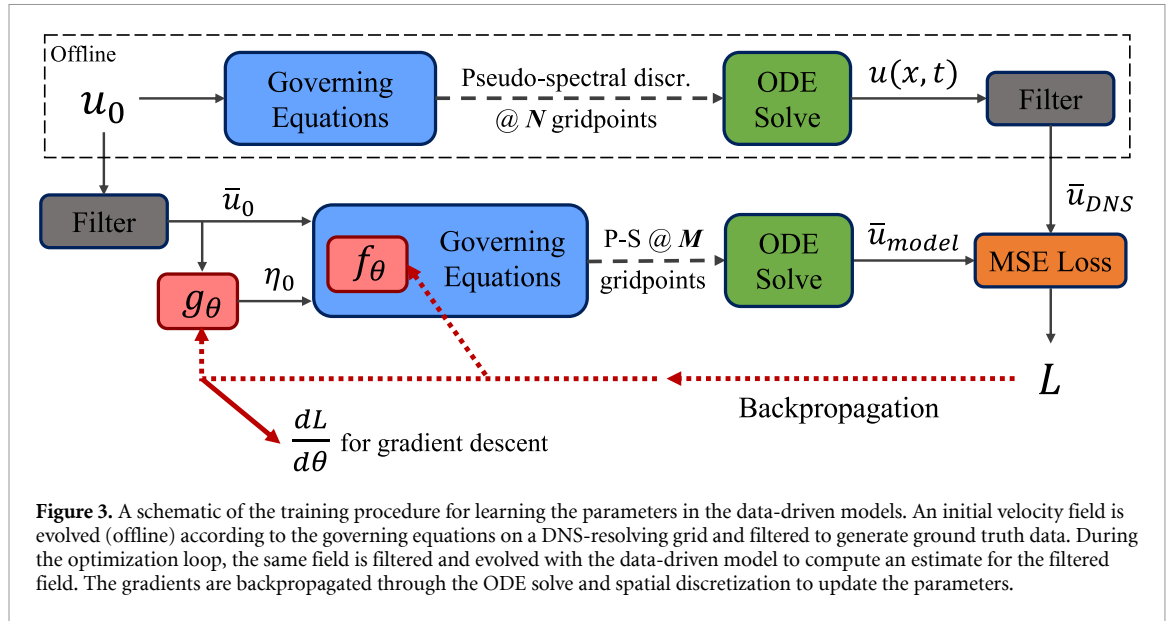 Offline
u₀
Governing
Equations
Pseudo-spectral discr.
@ N gridpoints
ODE
Solve
u(x, t)
Filter
Filter
ū₀
g_θ
η₀
f_θ
Governing
Equations
P-S @ M
gridpoints
ODE
Solve
ū_model
ū_DNS
MSE Loss
L
Backpropagation
dL
dθ
for gradient descent
Figure 3. A schematic of the training procedure for learning the parameters in the data-driven models. An initial velocity field is
evolved (offline) according to the governing equations on a DNS-resolving grid and filtered to generate ground truth data. During
the optimization loop, the same field is filtered and evolved with the data-driven model to compute an estimate for the filtered
field. The gradients are backpropagated through the ODE solve and spatial discretization to update the parameters.